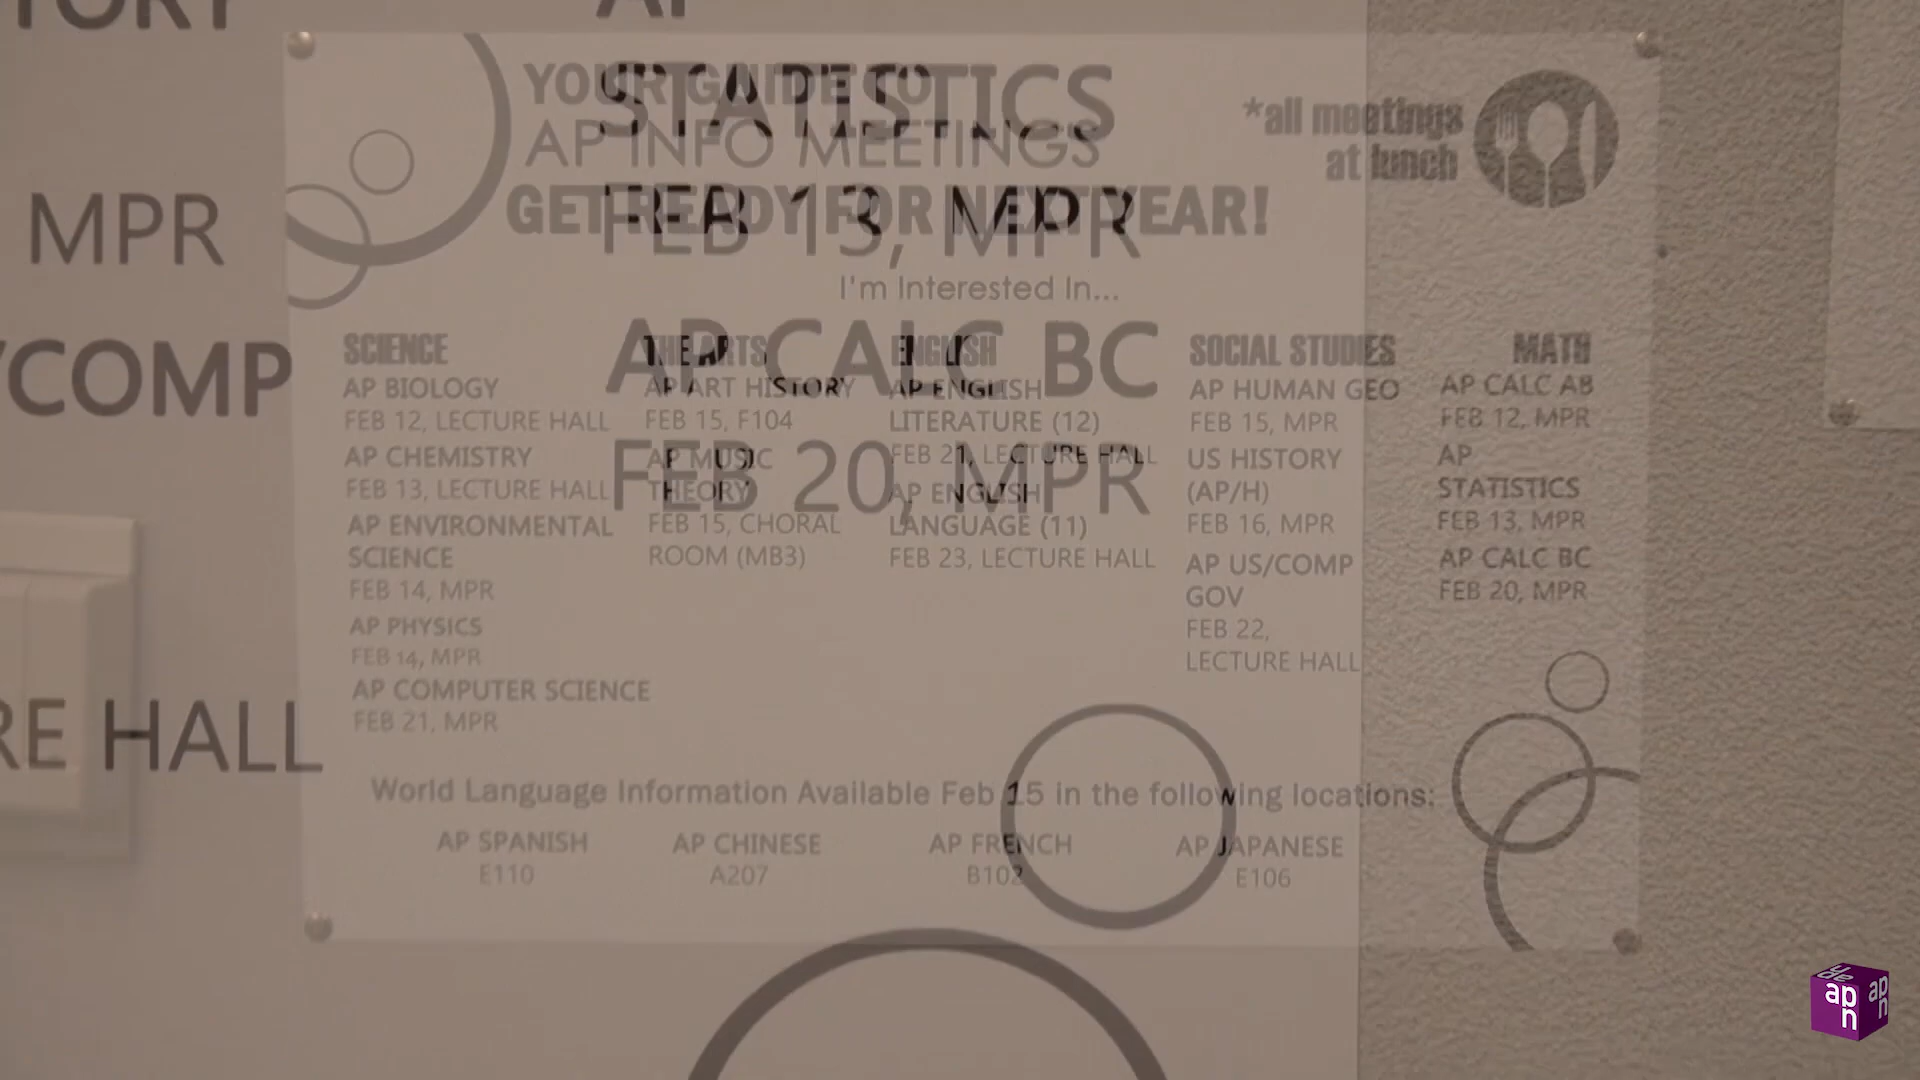 TORY
AP
STATISTICS
FEB 13, MPR
AP CALC BC
FEB 20, MPR
MPR
/COMP
RE HALL
YOUR GUIDE TO
AP INFO MEETINGS
GET READY FOR NEXT YEAR!
*all meetings
at lunch
I'm Interested In...
SCIENCE
AP BIOLOGY
FEB 12, LECTURE HALL
AP CHEMISTRY
FEB 13, LECTURE HALL
AP ENVIRONMENTAL
SCIENCE
FEB 14, MPR
AP PHYSICS
FEB 14, MPR
AP COMPUTER SCIENCE
FEB 21, MPR
THE ARTS
AP ART HISTORY
FEB 15, F104
AP MUSIC
THEORY
FEB 15, CHORAL
ROOM (MB3)
ENGLISH
AP ENGLISH
LITERATURE (12)
FEB 21, LECTURE HALL
AP ENGLISH
LANGUAGE (11)
FEB 23, LECTURE HALL
SOCIAL STUDIES
AP HUMAN GEO
FEB 15, MPR
US HISTORY
(AP/H)
FEB 16, MPR
AP US/COMP
GOV
FEB 22,
LECTURE HALL
MATH
AP CALC AB
FEB 12, MPR
AP
STATISTICS
FEB 13, MPR
AP CALC BC
FEB 20, MPR
World Language Information Available Feb 15 in the following locations:
AP SPANISH
E110
AP CHINESE
A207
AP FRENCH
B102
AP JAPANESE
E106
apn
apn